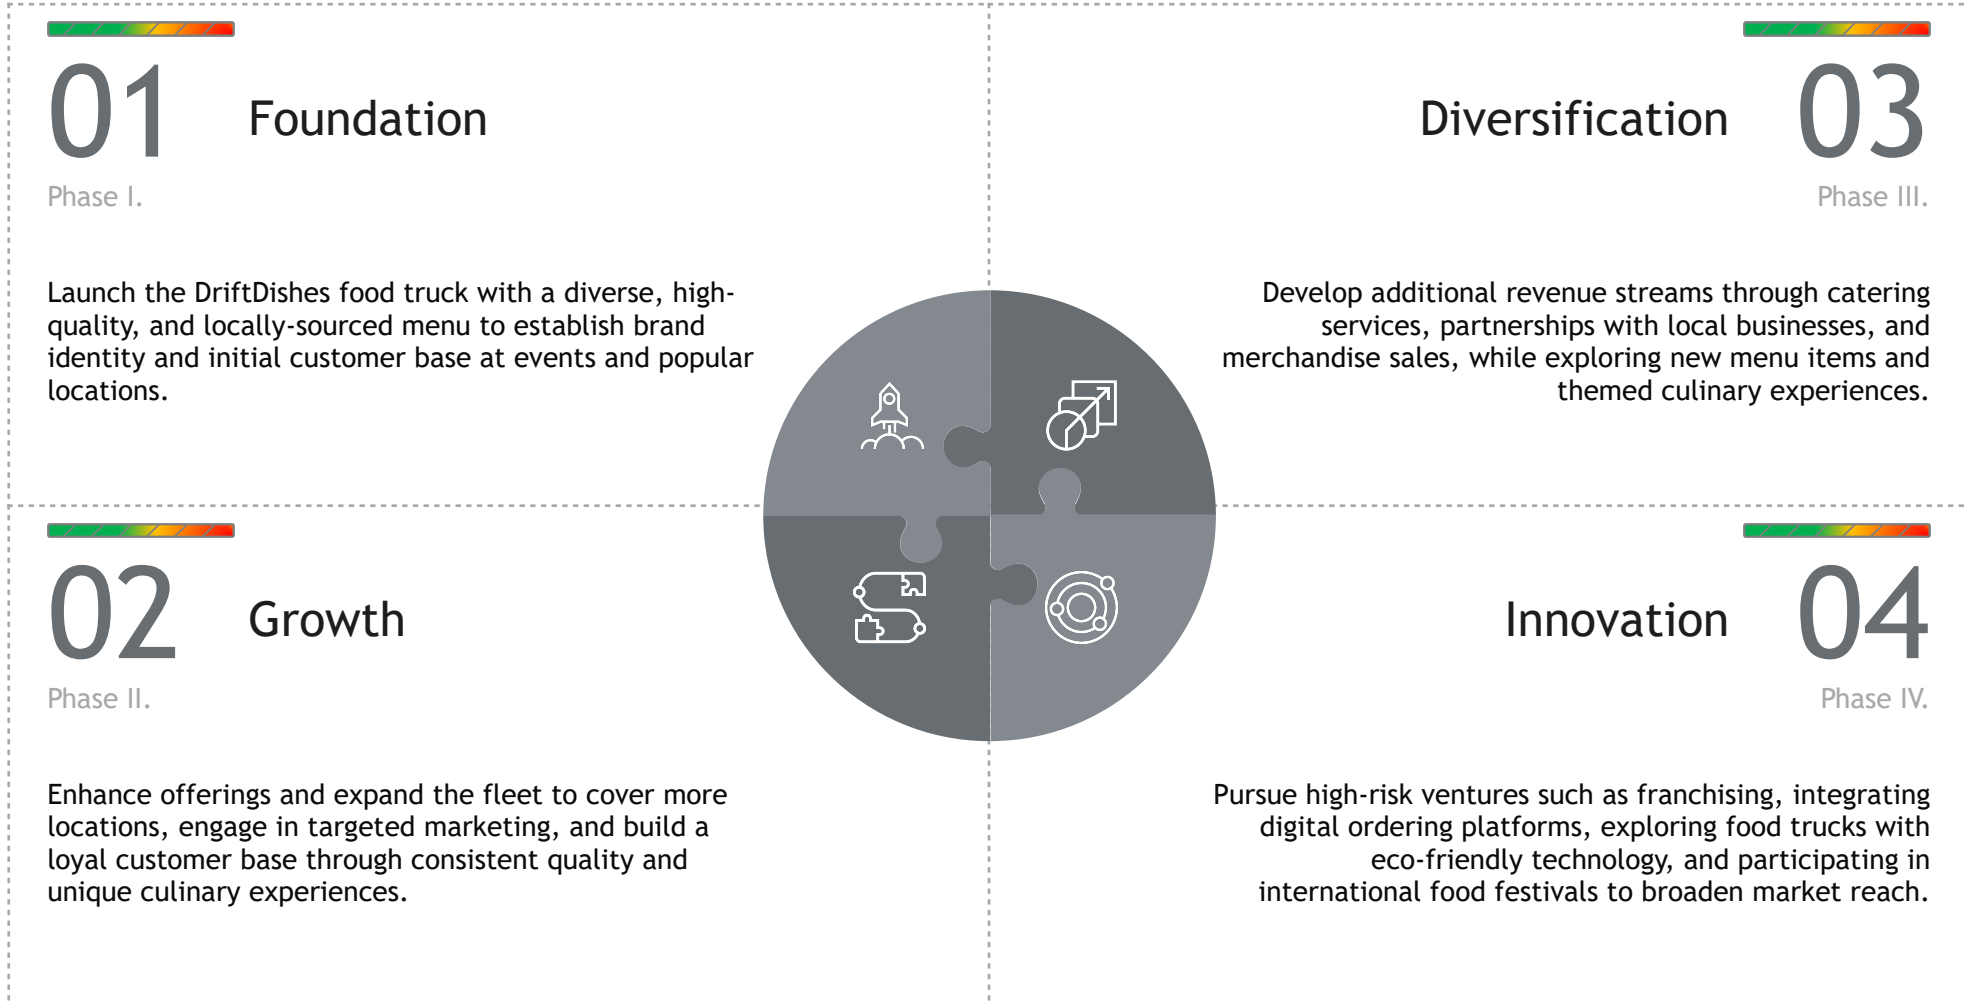 01
Foundation
Phase I.
Launch the DriftDishes food truck with a diverse, high-
quality, and locally-sourced menu to establish brand
identity and initial customer base at events and popular
locations.
02
Growth
Phase II.
Enhance offerings and expand the fleet to cover more
locations, engage in targeted marketing, and build a
loyal customer base through consistent quality and
unique culinary experiences.
Diversification
03
Phase III.
Develop additional revenue streams through catering
services, partnerships with local businesses, and
merchandise sales, while exploring new menu items and
themed culinary experiences.
Innovation
04
Phase IV.
Pursue high-risk ventures such as franchising, integrating
digital ordering platforms, exploring food trucks with
eco-friendly technology, and participating in
international food festivals to broaden market reach.